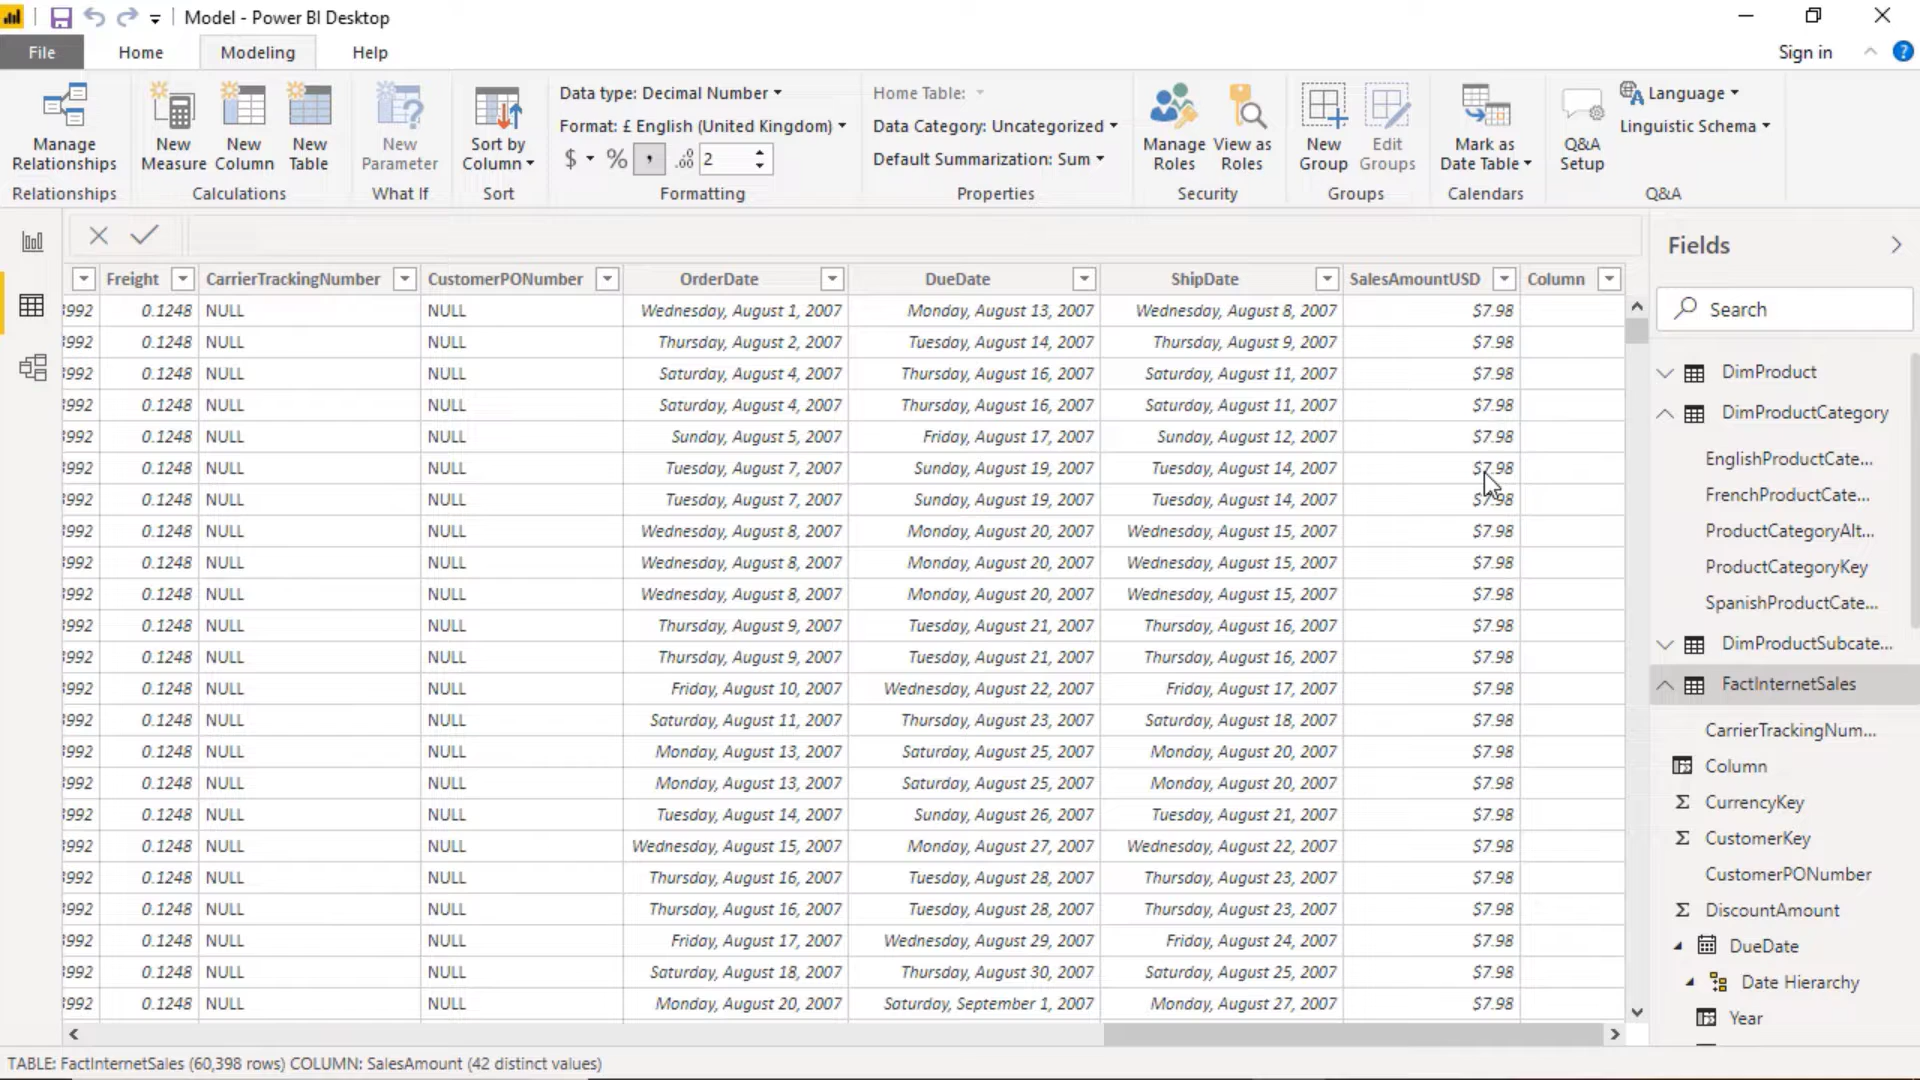 Model - Power BI Desktop
File Home Modeling Help Sign in
Manage Relationships
Relationships
New Measure
New Column
New Table
Calculations
New Parameter
What If
Sort by Column
Sort
Data type: Decimal Number
Format: £ English (United Kingdom)
$ % , .00 2
Formatting
Home Table:
Data Category: Uncategorized
Default Summarization: Sum
Properties
Manage Roles
View as Roles
Security
New Group
Edit Groups
Groups
Mark as Date Table
Calendars
Q&A Setup
Language
Linguistic Schema
Q&A
Freight CarrierTrackingNumber CustomerPONumber OrderDate DueDate ShipDate SalesAmountUSD Column
3992 0.1248 NULL NULL Wednesday, August 1, 2007 Monday, August 13, 2007 Wednesday, August 8, 2007 $7.98
3992 0.1248 NULL NULL Thursday, August 2, 2007 Tuesday, August 14, 2007 Thursday, August 9, 2007 $7.98
3992 0.1248 NULL NULL Saturday, August 4, 2007 Thursday, August 16, 2007 Saturday, August 11, 2007 $7.98
3992 0.1248 NULL NULL Saturday, August 4, 2007 Thursday, August 16, 2007 Saturday, August 11, 2007 $7.98
3992 0.1248 NULL NULL Sunday, August 5, 2007 Friday, August 17, 2007 Sunday, August 12, 2007 $7.98
3992 0.1248 NULL NULL Tuesday, August 7, 2007 Sunday, August 19, 2007 Tuesday, August 14, 2007 $7.98
3992 0.1248 NULL NULL Tuesday, August 7, 2007 Sunday, August 19, 2007 Tuesday, August 14, 2007 $7.98
3992 0.1248 NULL NULL Wednesday, August 8, 2007 Monday, August 20, 2007 Wednesday, August 15, 2007 $7.98
3992 0.1248 NULL NULL Wednesday, August 8, 2007 Monday, August 20, 2007 Wednesday, August 15, 2007 $7.98
3992 0.1248 NULL NULL Wednesday, August 8, 2007 Monday, August 20, 2007 Wednesday, August 15, 2007 $7.98
3992 0.1248 NULL NULL Thursday, August 9, 2007 Tuesday, August 21, 2007 Thursday, August 16, 2007 $7.98
3992 0.1248 NULL NULL Thursday, August 9, 2007 Tuesday, August 21, 2007 Thursday, August 16, 2007 $7.98
3992 0.1248 NULL NULL Friday, August 10, 2007 Wednesday, August 22, 2007 Friday, August 17, 2007 $7.98
3992 0.1248 NULL NULL Saturday, August 11, 2007 Thursday, August 23, 2007 Saturday, August 18, 2007 $7.98
3992 0.1248 NULL NULL Monday, August 13, 2007 Saturday, August 25, 2007 Monday, August 20, 2007 $7.98
3992 0.1248 NULL NULL Monday, August 13, 2007 Saturday, August 25, 2007 Monday, August 20, 2007 $7.98
3992 0.1248 NULL NULL Tuesday, August 14, 2007 Sunday, August 26, 2007 Tuesday, August 21, 2007 $7.98
3992 0.1248 NULL NULL Wednesday, August 15, 2007 Monday, August 27, 2007 Wednesday, August 22, 2007 $7.98
3992 0.1248 NULL NULL Thursday, August 16, 2007 Tuesday, August 28, 2007 Thursday, August 23, 2007 $7.98
3992 0.1248 NULL NULL Thursday, August 16, 2007 Tuesday, August 28, 2007 Thursday, August 23, 2007 $7.98
3992 0.1248 NULL NULL Friday, August 17, 2007 Wednesday, August 29, 2007 Friday, August 24, 2007 $7.98
3992 0.1248 NULL NULL Saturday, August 18, 2007 Thursday, August 30, 2007 Saturday, August 25, 2007 $7.98
3992 0.1248 NULL NULL Monday, August 20, 2007 Saturday, September 1, 2007 Monday, August 27, 2007 $7.98
Fields
Search
DimProduct
DimProductCategory
EnglishProductCate...
FrenchProductCate...
ProductCategoryAlt...
ProductCategoryKey
SpanishProductCate...
DimProductSubcate...
FactInternetSales
CarrierTrackingNum...
Column
Σ CurrencyKey
Σ CustomerKey
CustomerPONumber
Σ DiscountAmount
DueDate
Date Hierarchy
Year
TABLE: FactInternetSales (60,398 rows) COLUMN: SalesAmount (42 distinct values)